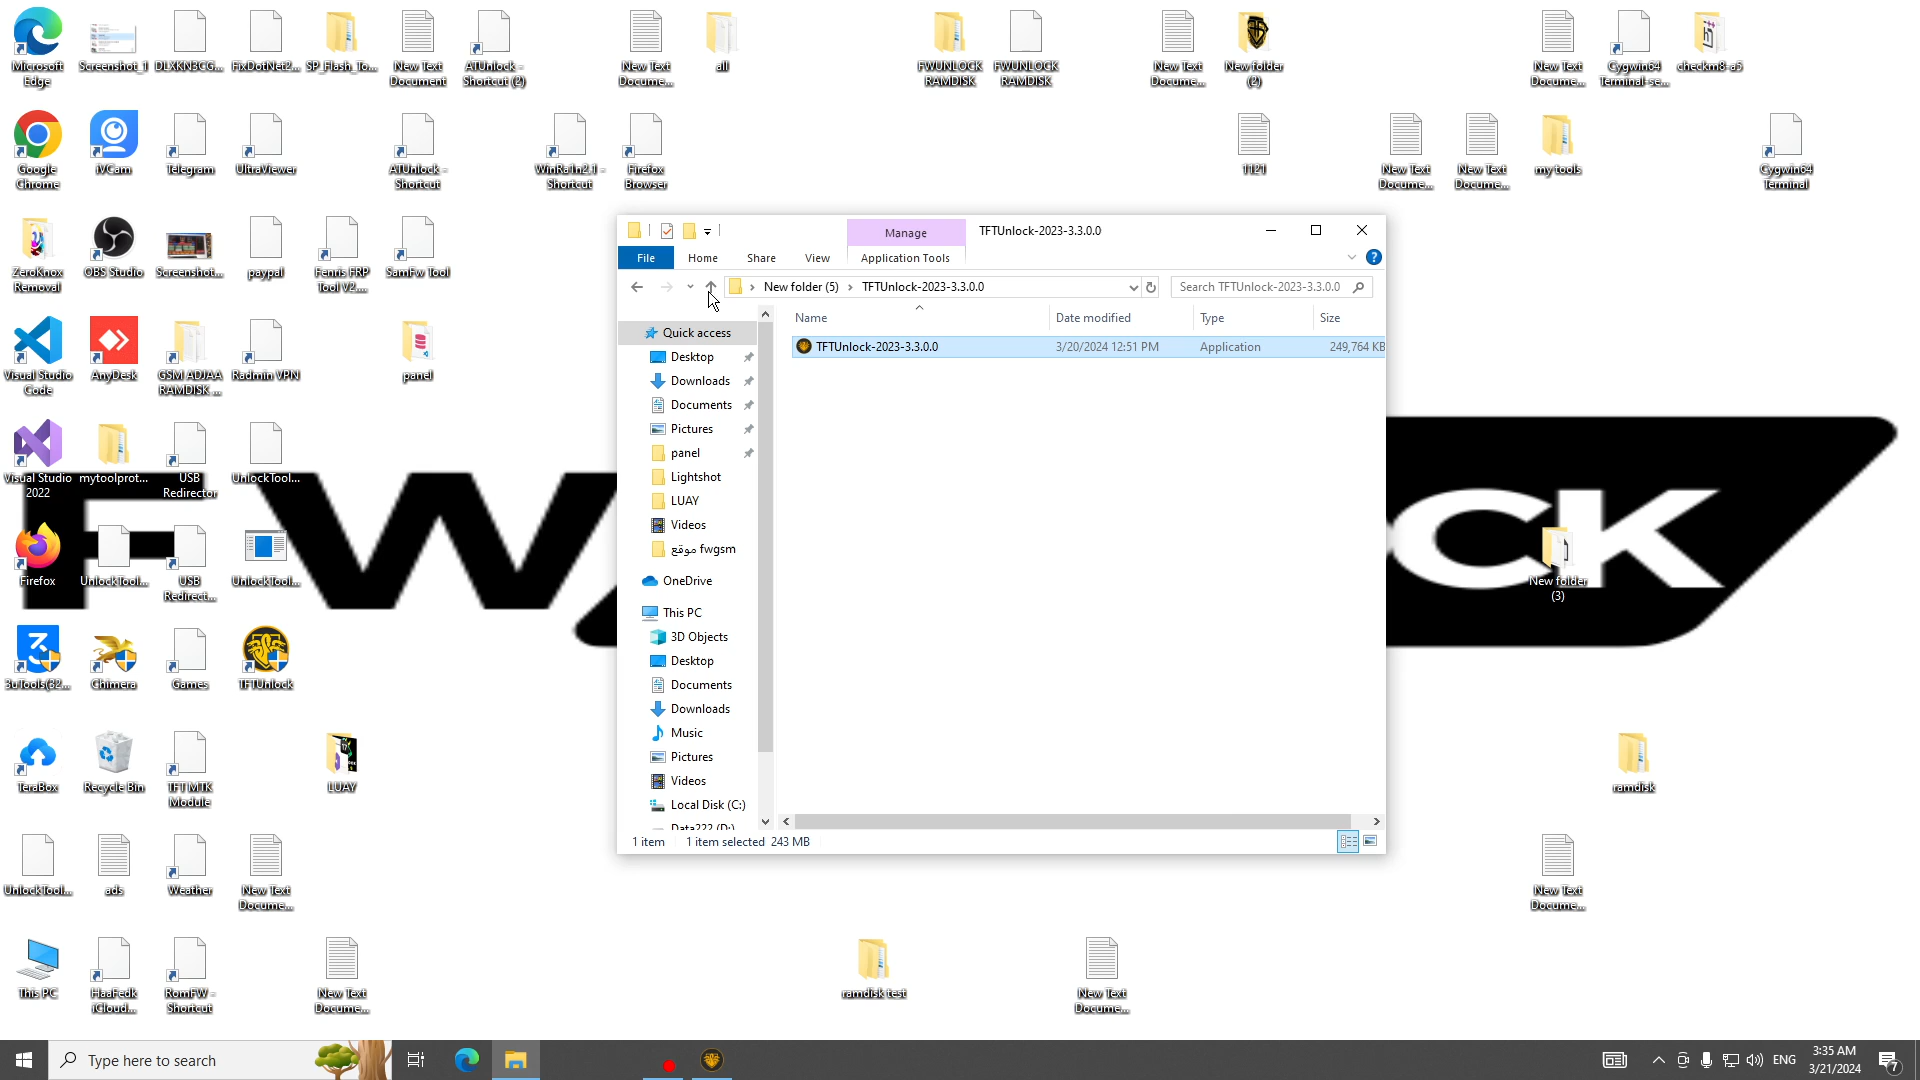 Microsoft Edge
Screenshot_1
DLXKN3CG...
FixDotNet2...
SP_Flash_To...
New Text Document
ATUnlock - Shortcut (2)
New Text Docume...
all
FWUNLOCK RAMDISK
FWUNLOCK RAMDISK
New Text Docume...
New folder (2)
New Text Docume...
Cygwin64 Terminal-se...
checkm8-a5
Google Chrome
iVCam
Telegram
UltraViewer
ATUnlock - Shortcut
WinRa1n2.1 - Shortcut
Firefox Browser
1121
New Text Docume...
New Text Docume...
my tools
Cygwin64 Terminal
ZeroKnox Removal
OBS Studio
Screenshot...
paypal
Fenris FRP Tool V2....
SamFw Tool
Visual Studio Code
AnyDesk
GSM ADJAA RAMDISK ...
Radmin VPN
panel
Visual Studio 2022
mytoolprot...
USB Redirector
UnlockTool...
Firefox
UnlockTool...
USB Redirect...
UnlockTool...
3uTools(32...
Chimera
Games
TFTUnlock
TeraBox
Recycle Bin
TFT MTK Module
LUAY
UnlockTool...
ads
Weather
New Text Docume...
This PC
HaaFedk iCloud...
RomFW - Shortcut
New Text Docume...
ramdisk test
New Text Docume...
New folder (3)
ramdisk
New Text Docume...
Manage
TFTUnlock-2023-3.3.0.0
File
Home
Share
View
Application Tools
New folder (5)
TFTUnlock-2023-3.3.0.0
Search TFTUnlock-2023-3.3.0.0
Name
Date modified
Type
Size
TFTUnlock-2023-3.3.0.0
3/20/2024 12:51 PM
Application
249,764 KB
Quick access
Desktop
Downloads
Documents
Pictures
panel
Lightshot
LUAY
Videos
موقع fwgsm
OneDrive
This PC
3D Objects
Desktop
Documents
Downloads
Music
Pictures
Videos
Local Disk (C:)
Data222 (D:)
1 item
1 item selected 243 MB
Type here to search
ENG
3:35 AM
3/21/2024
7